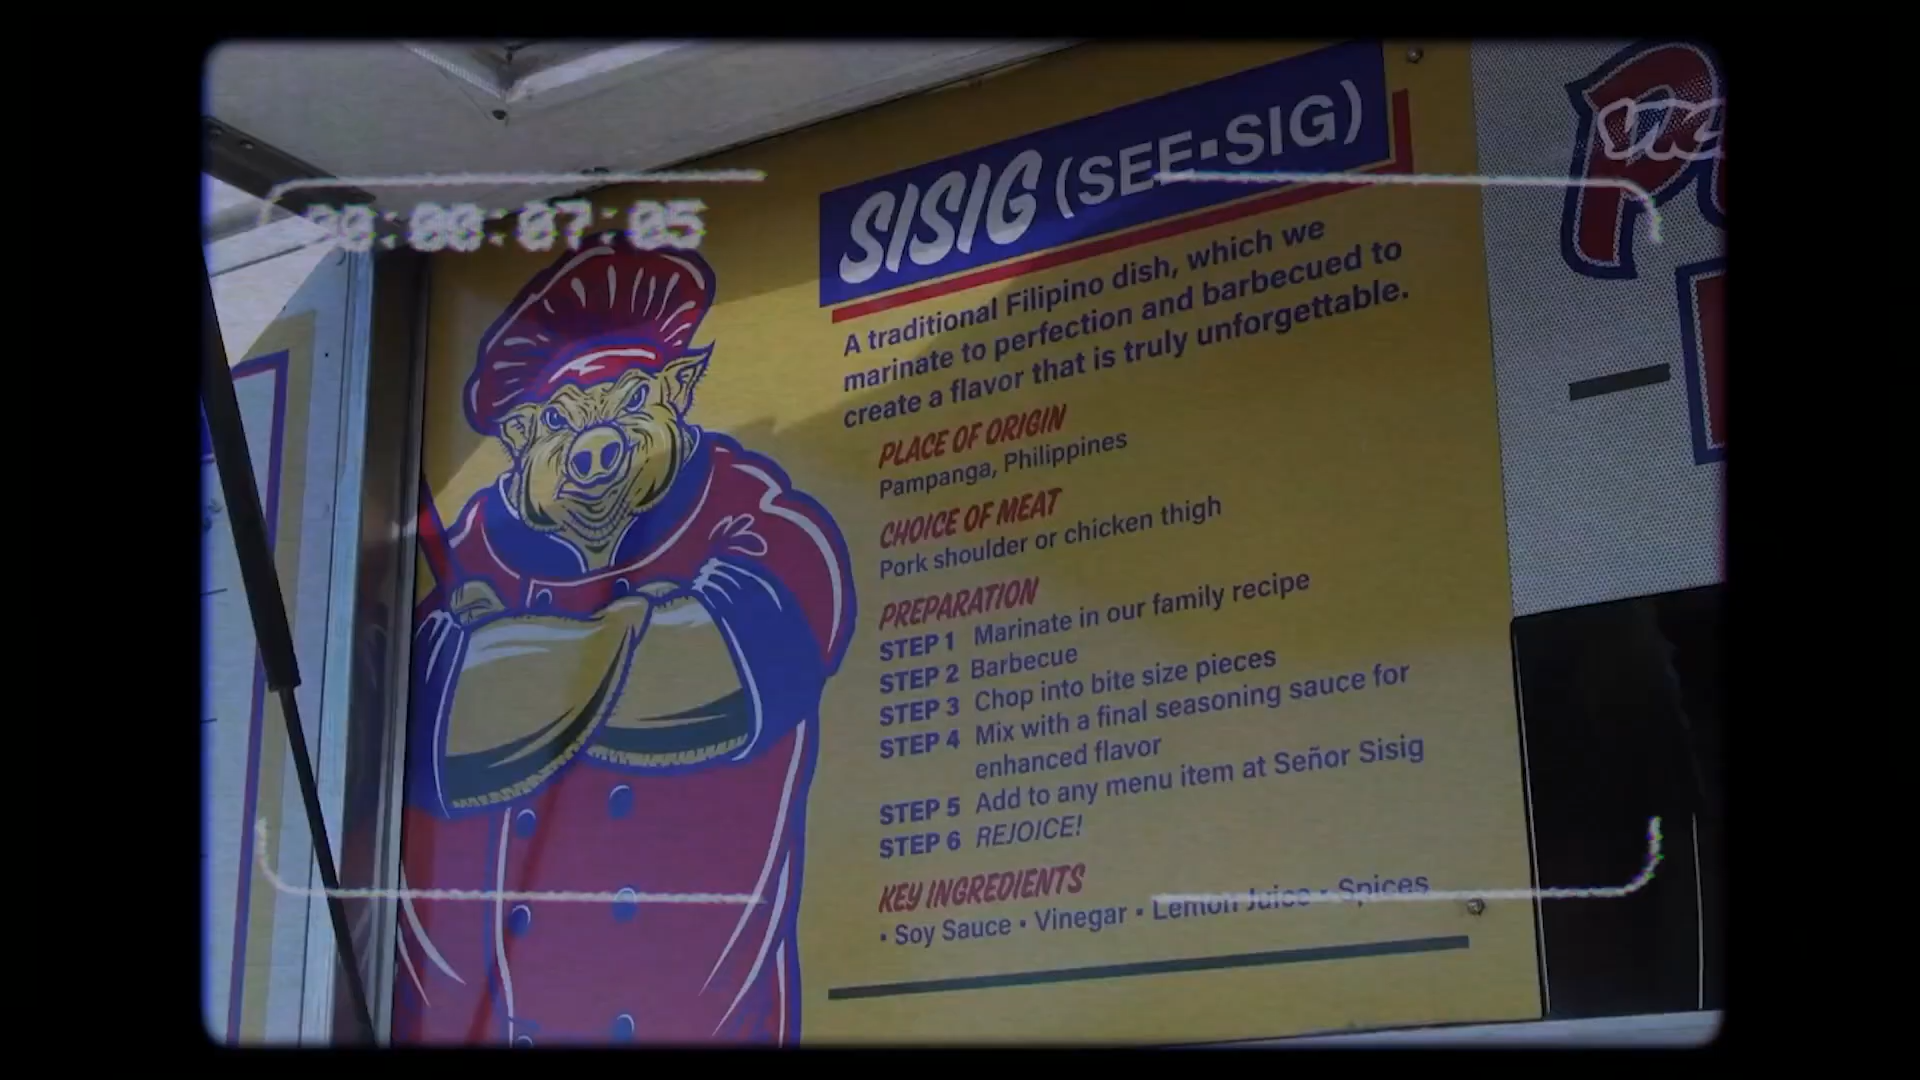 00:00:07:05
SISIG (SEE•SIG)
A traditional Filipino dish, which we
marinate to perfection and barbecued to
create a flavor that is truly unforgettable.
PLACE OF ORIGIN
Pampanga, Philippines
CHOICE OF MEAT
Pork shoulder or chicken thigh
PREPARATION
STEP 1 Marinate in our family recipe
STEP 2 Barbecue
STEP 3 Chop into bite size pieces
STEP 4 Mix with a final seasoning sauce for
enhanced flavor
STEP 5 Add to any menu item at Señor Sisig
STEP 6 REJOICE!
KEY INGREDIENTS
• Soy Sauce • Vinegar • Lemon Juice • Spices